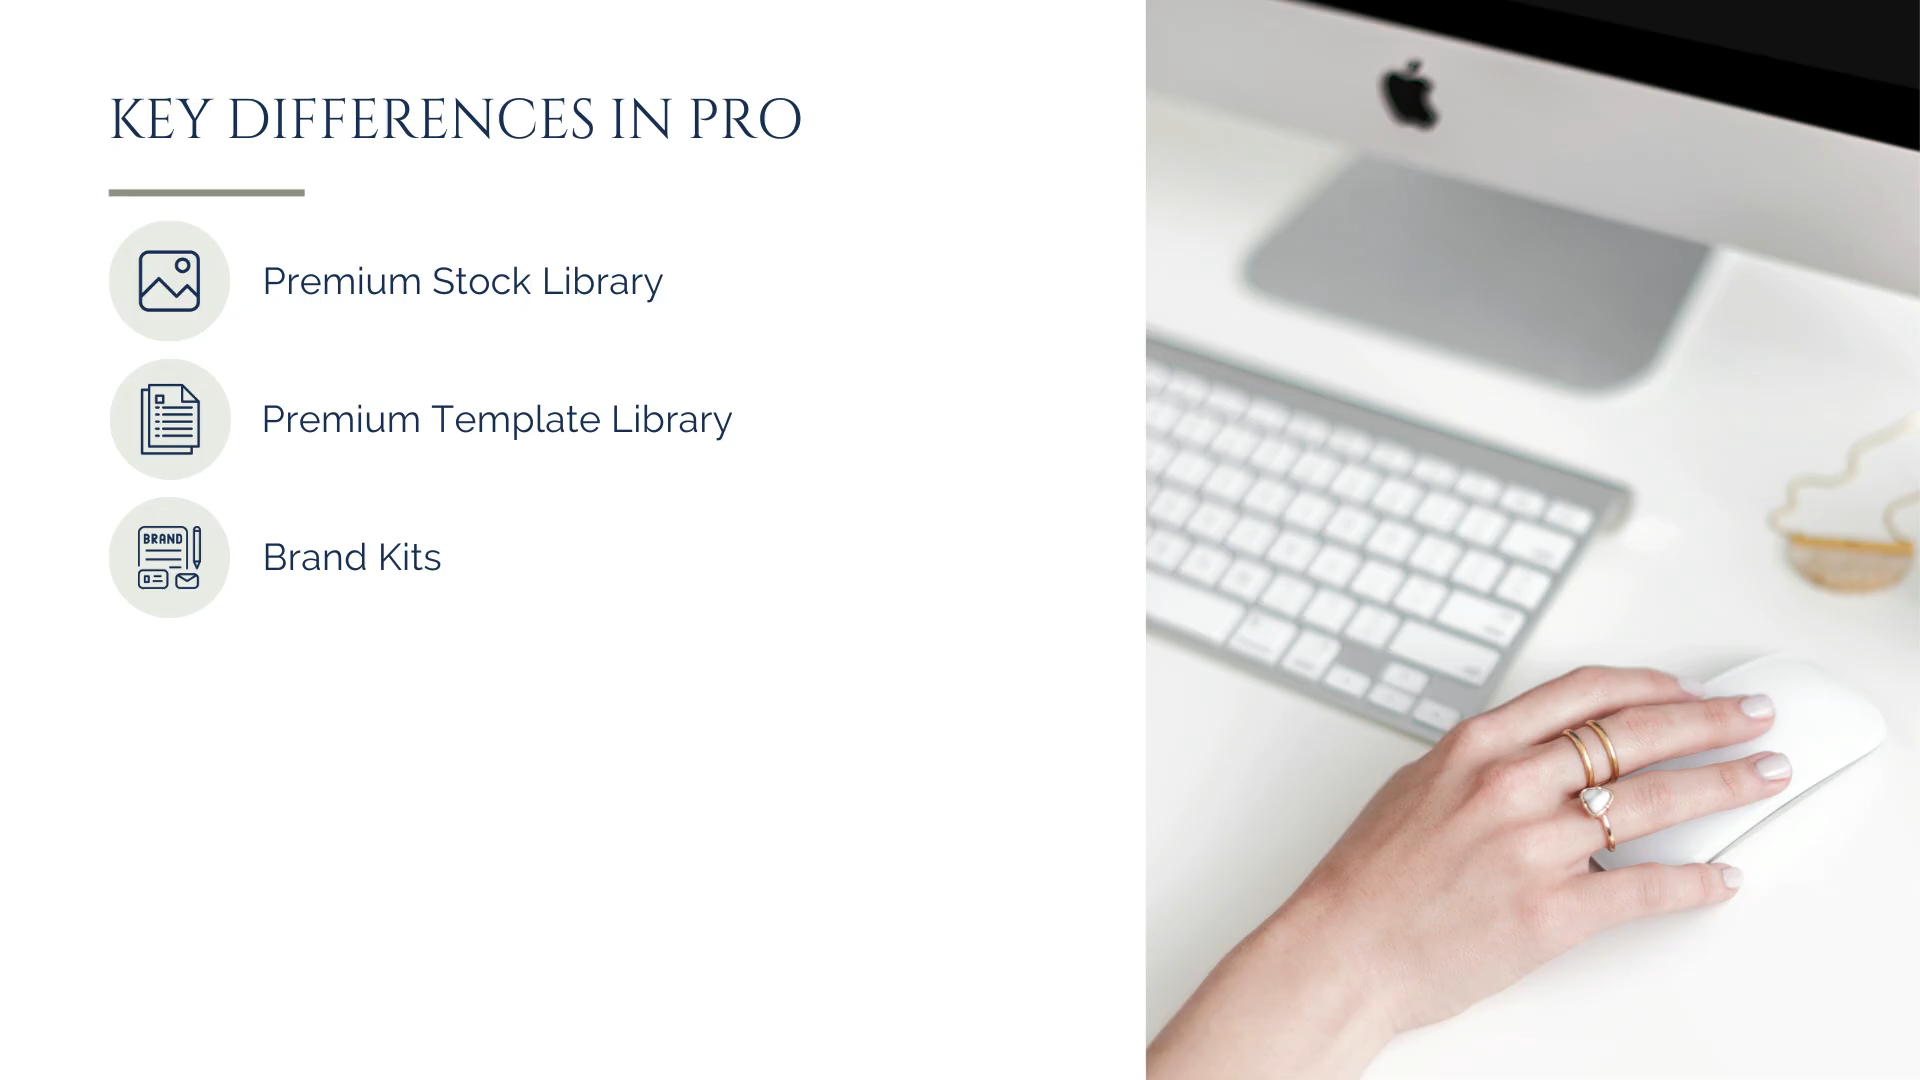 KEY DIFFERENCES IN PRO
Premium Stock Library
Premium Template Library
BRAND
Brand Kits